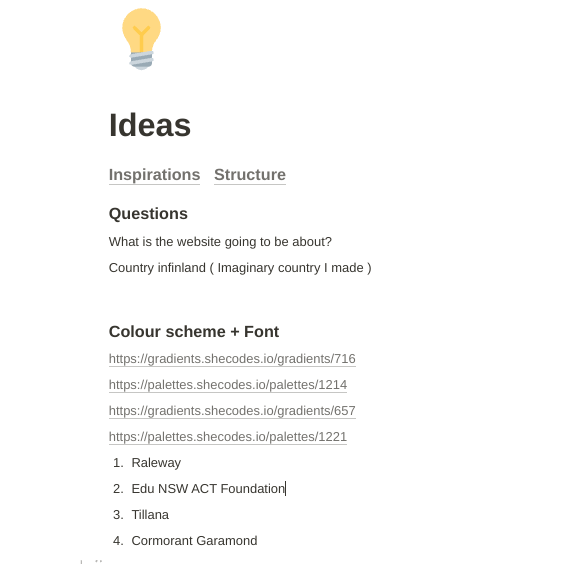 Ideas
Inspirations Structure
Questions
What is the website going to be about?
Country infinland ( Imaginary country I made )
Colour scheme + Font
https://gradients.shecodes.io/gradients/716
https://palettes.shecodes.io/palettes/1214
https://gradients.shecodes.io/gradients/657
https://palettes.shecodes.io/palettes/1221
1. Raleway
2. Edu NSW ACT Foundation
3. Tillana
4. Cormorant Garamond